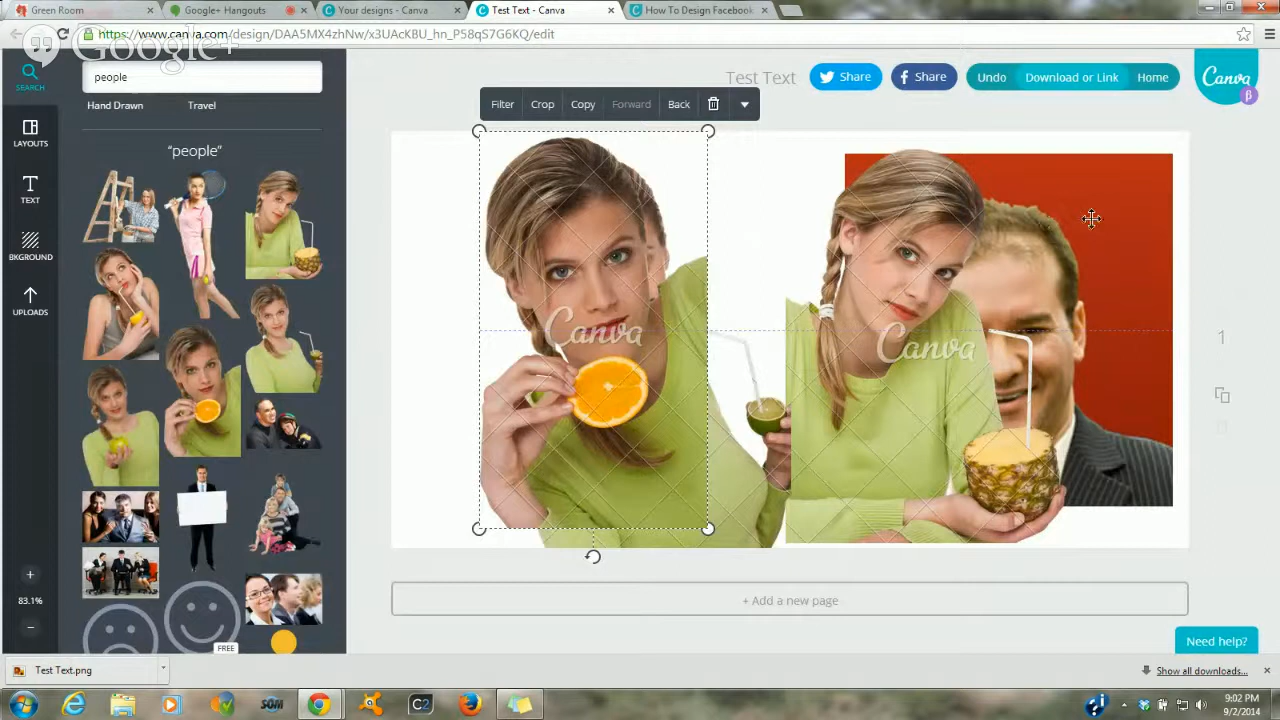 Green Room
Google+ Hangouts
Your designs - Canva
Test Text - Canva
How To Design Facebook
https://www.canva.com/design/DAA5MX4zhNw/x3UAcKBU_hn_P58qS7G6KQ/edit
Google+
SEARCH
people
Hand Drawn
Travel
Test Text
Share
Share
Undo
Download or Link
Home
Canva
β
Filter
Crop
Copy
Forward
Back
LAYOUTS
TEXT
BKGROUND
UPLOADS
"people"
Canva
Canva
1
+ Add a new page
83.1%
FREE
Need help?
Test Text.png
Show all downloads...
SOM
C2
9:02 PM
9/2/2014